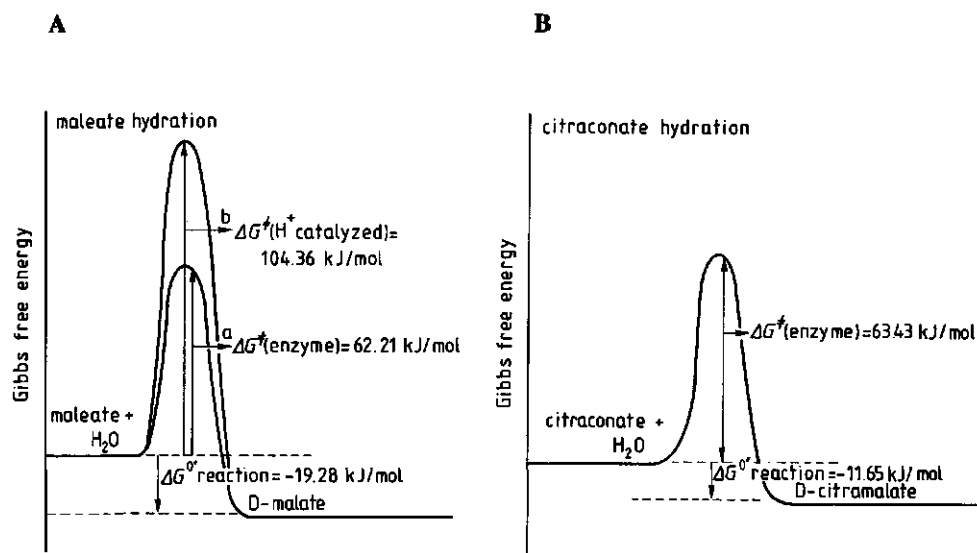 A
maleate hydration
b
ΔG‡(H⁺ catalyzed)=
104.36 kJ/mol
a
ΔG‡(enzyme)=62.21 kJ/mol
maleate +
H₂O
ΔG⁰′ reaction = -19.28 kJ/mol
D-malate
Gibbs free energy
B
citraconate hydration
ΔG‡(enzyme)=63.43 kJ/mol
citraconate +
H₂O
ΔG⁰′ reaction=-11.65 kJ/mol
D-citramalate
Gibbs free energy